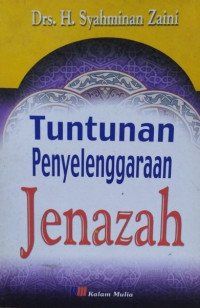 Drs. H. Syahminan Zaini
Tuntunan
Penyelenggaraan
Jenazah
Kalam Mulia